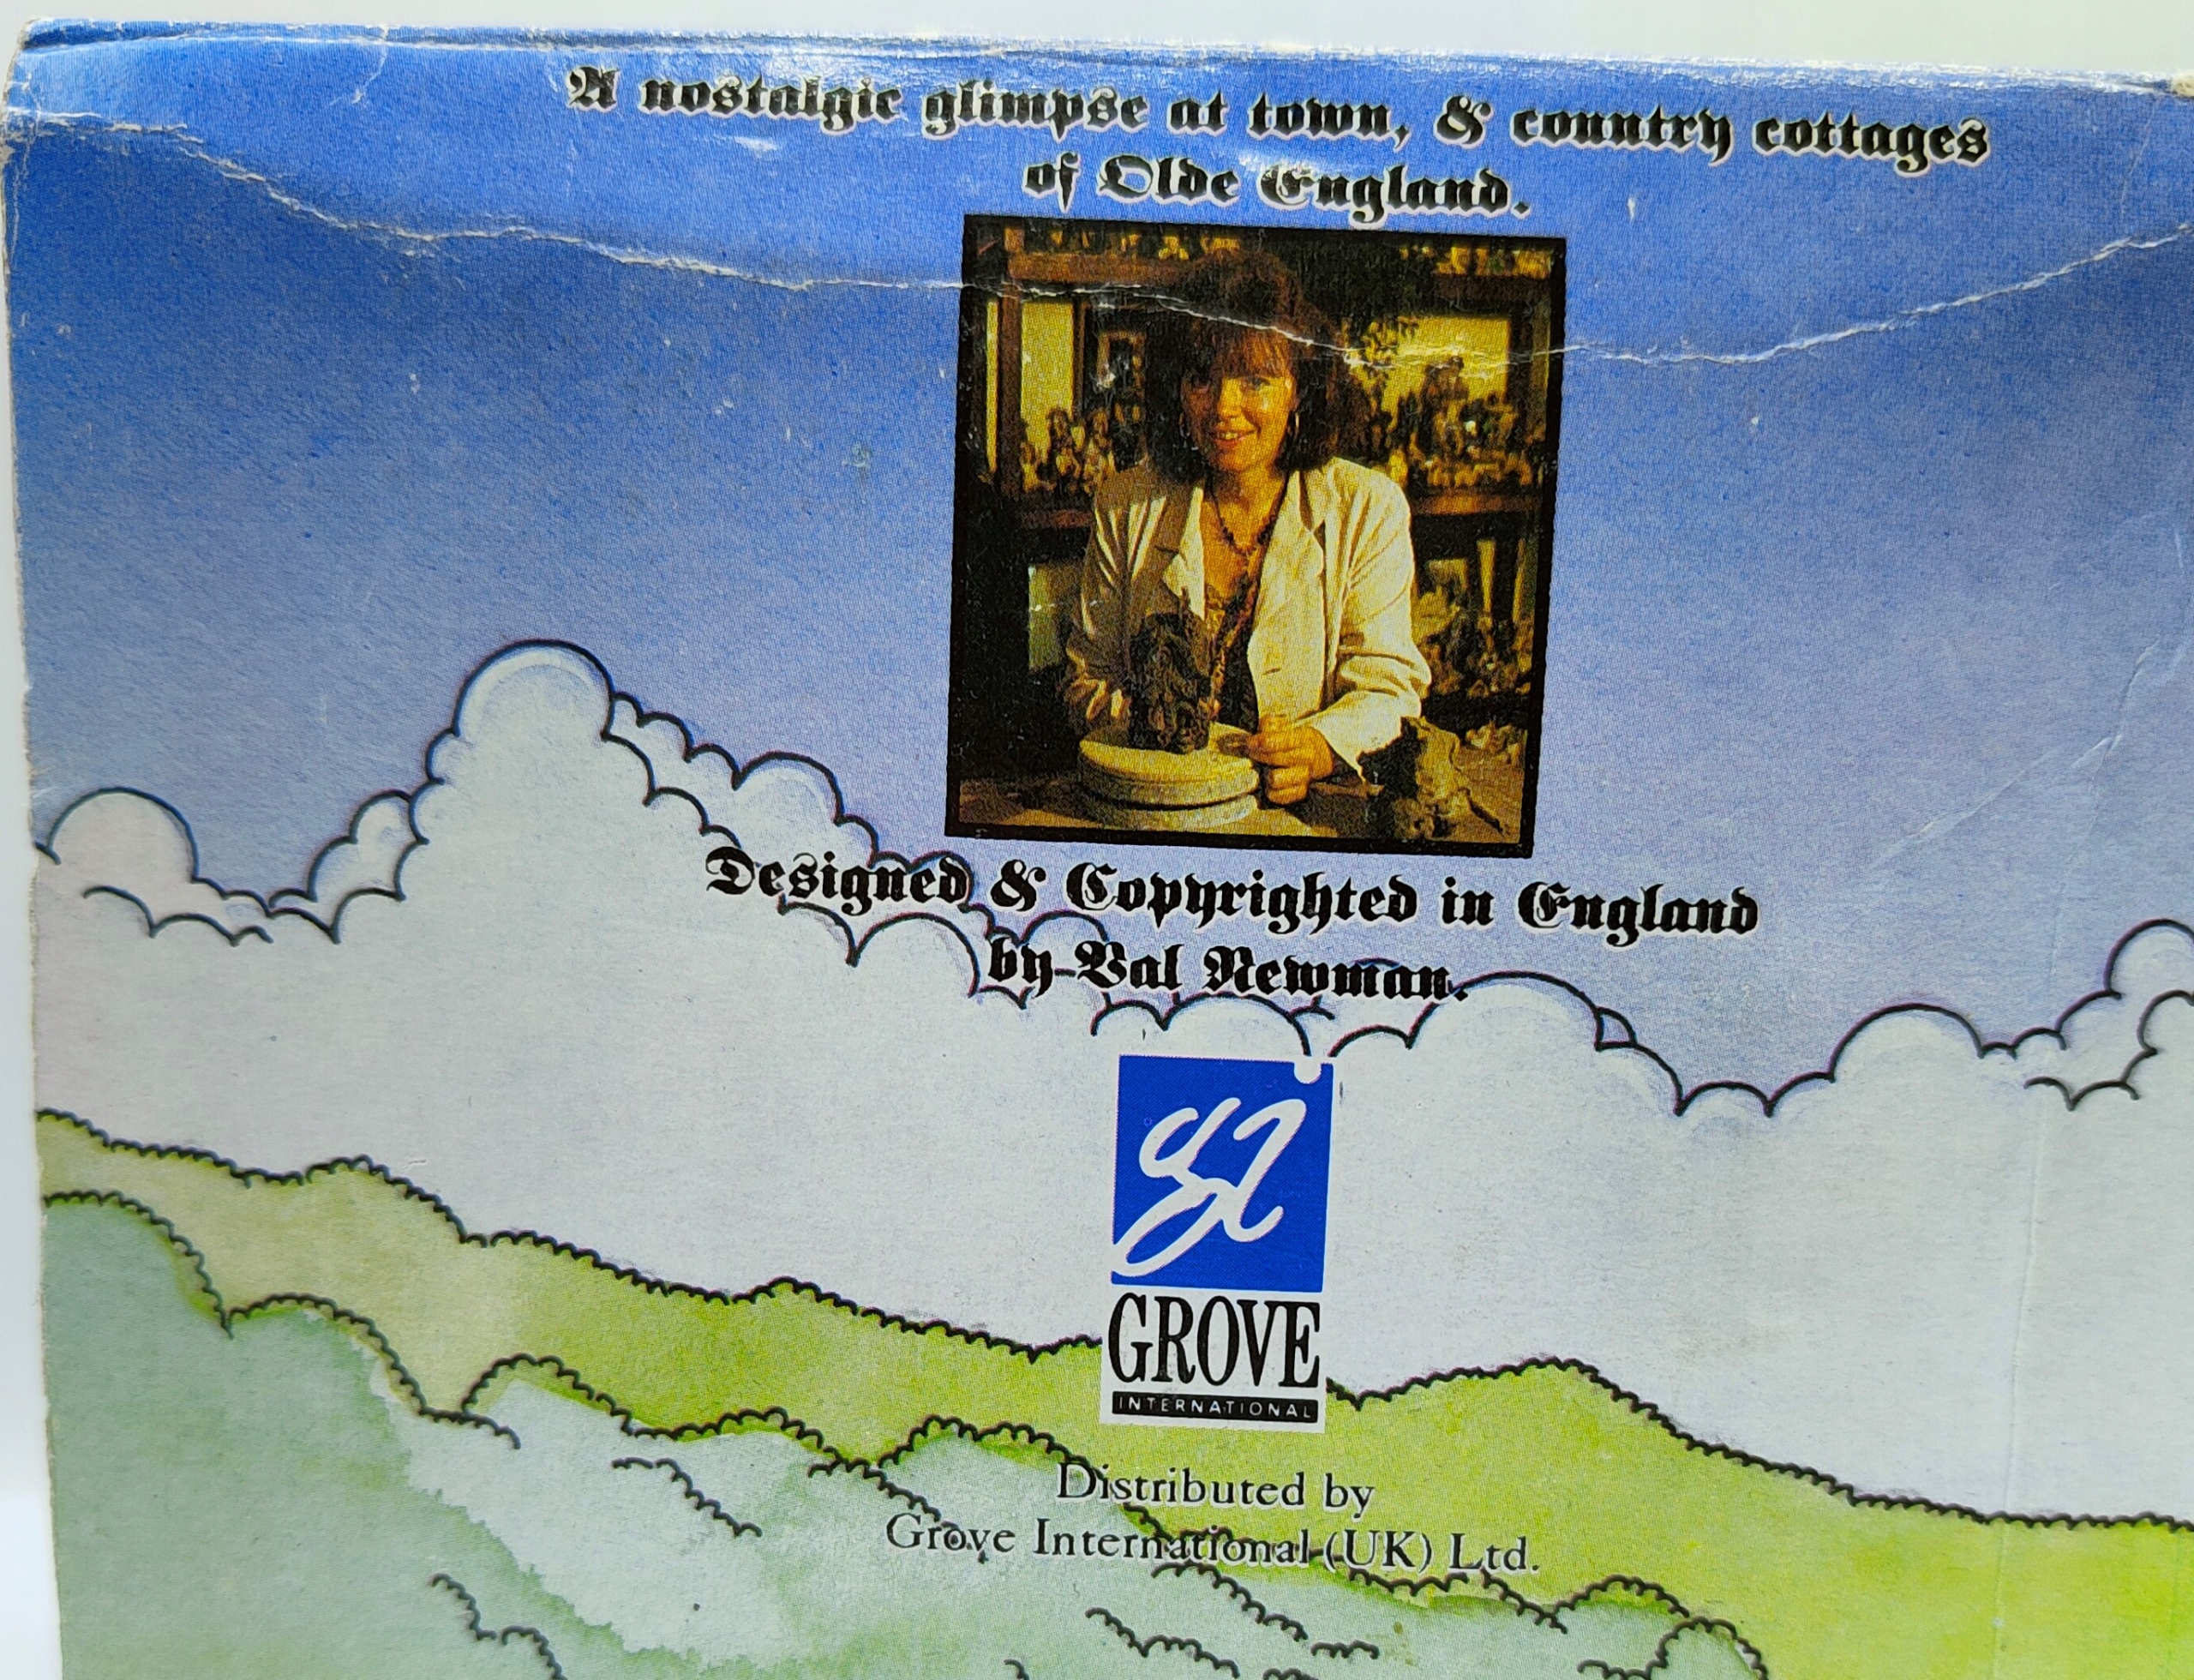 A nostalgic glimpse at town, & country cottages
of Olde England.
Designed & Copyrighted in England
by Val Newman.
gi
GROVE
INTERNATIONAL
Distributed by
Grove International (UK) Ltd.